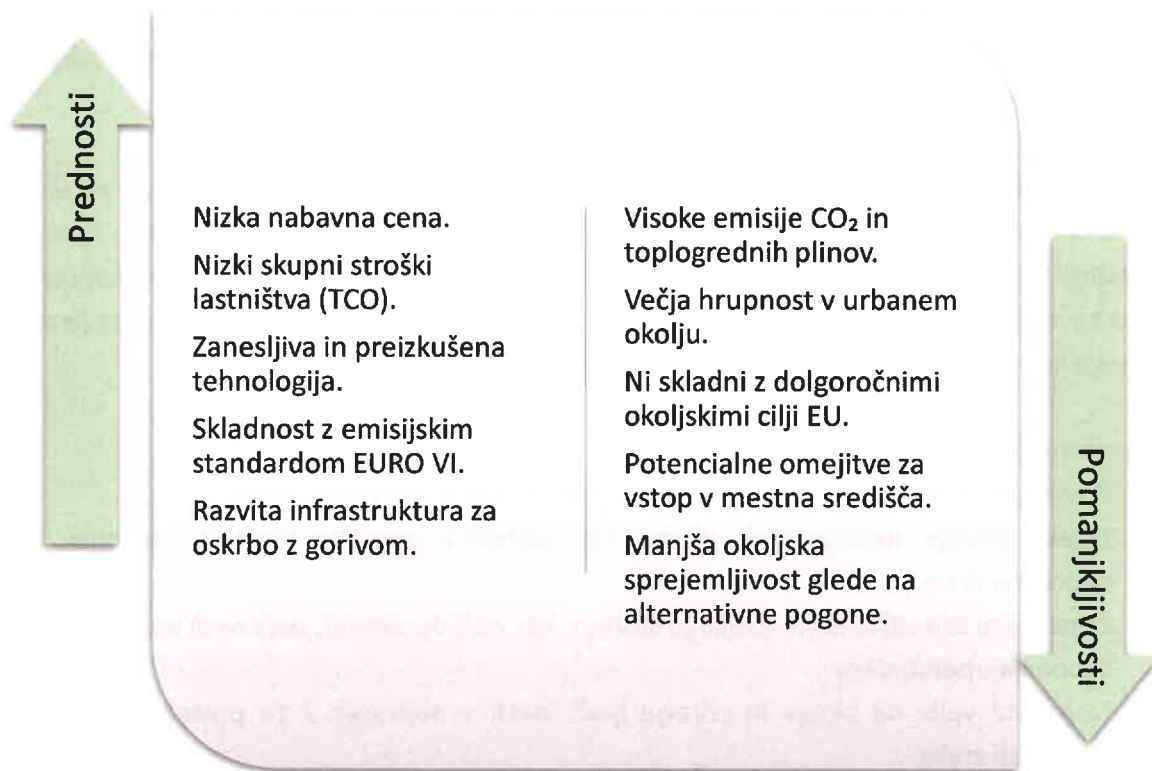 Prednosti
Nizka nabavna cena.
Nizki skupni stroški
lastništva (TCO).
Zanesljiva in preizkušena
tehnologija.
Skladnost z emisijskim
standardom EURO VI.
Razvita infrastruktura za
oskrbo z gorivom.
Visoke emisije CO₂ in
toplogrednih plinov.
Večja hrupnost v urbanem
okolju.
Ni skladni z dolgoročnimi
okoljskimi cilji EU.
Potencialne omejitve za
vstop v mestna središča.
Manjša okoljska
sprejemljivost glede na
alternativne pogone.
Pomanjkljivosti